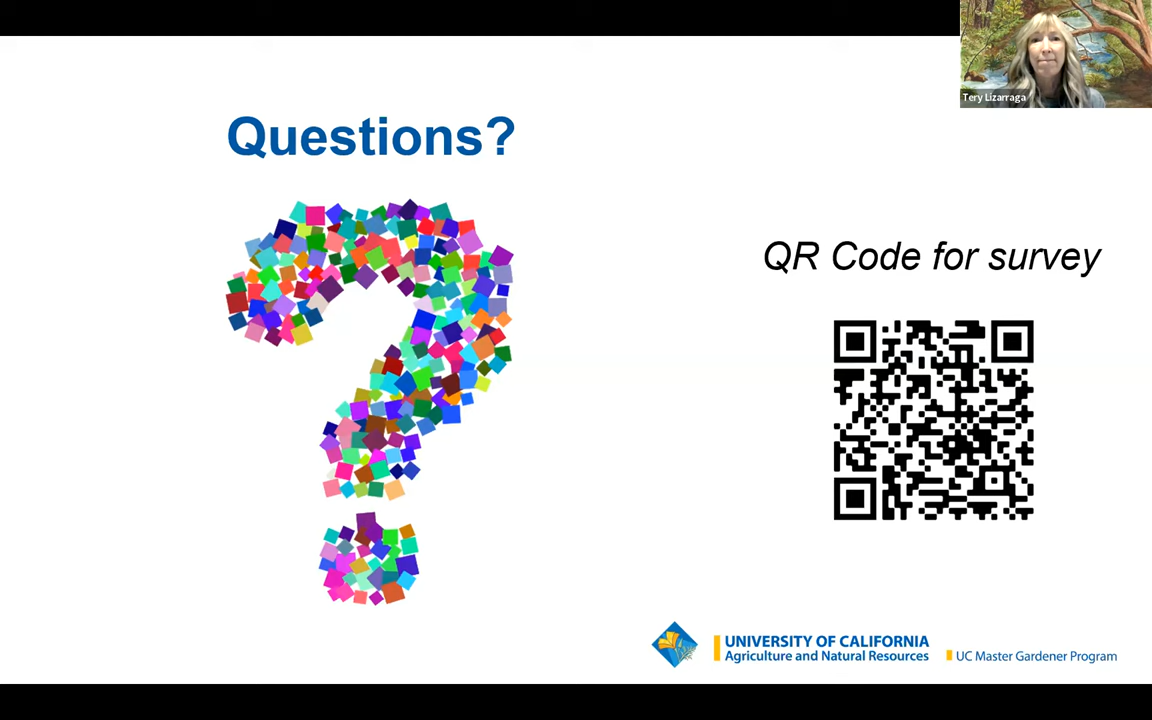 Tery Lizarraga
Questions?
QR Code for survey
UNIVERSITY OF CALIFORNIA
Agriculture and Natural Resources
UC Master Gardener Program